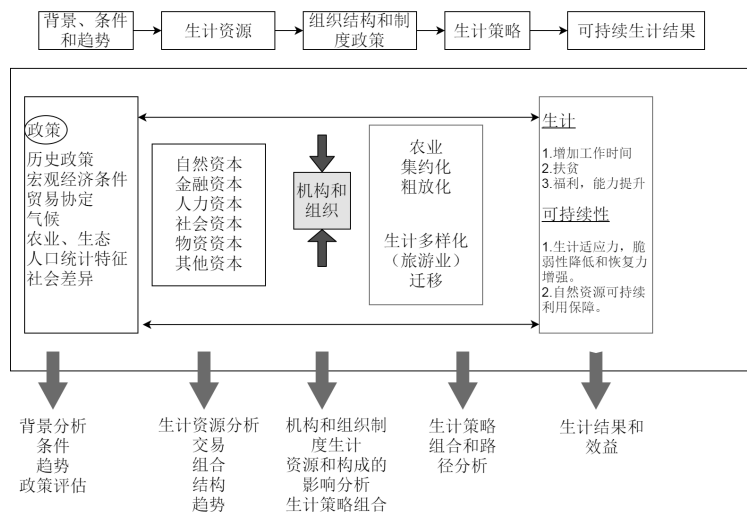 背景、条件
和趋势
生计资源
组织结构和制
度政策
生计策略
可持续生计结果
政策
历史政策
宏观经济条件
贸易协定
气候
农业、生态
人口统计特征
社会差异
自然资本
金融资本
人力资本
社会资本
物资资本
其他资本
机构和
组织
农业
集约化
粗放化
生计多样化
（旅游业）
迁移
生计
1.增加工作时间
2.扶贫
3.福利，能力提升
可持续性
1.生计适应力，脆
弱性降低和恢复力
增强。
2.自然资源可持续
利用保障。
背景分析
条件
趋势
政策评估
生计资源分析
交易
组合
结构
趋势
机构和组织制
度生计
资源和构成的
影响分析
生计策略组合
生计策略
组合和路
径分析
生计结果和
效益